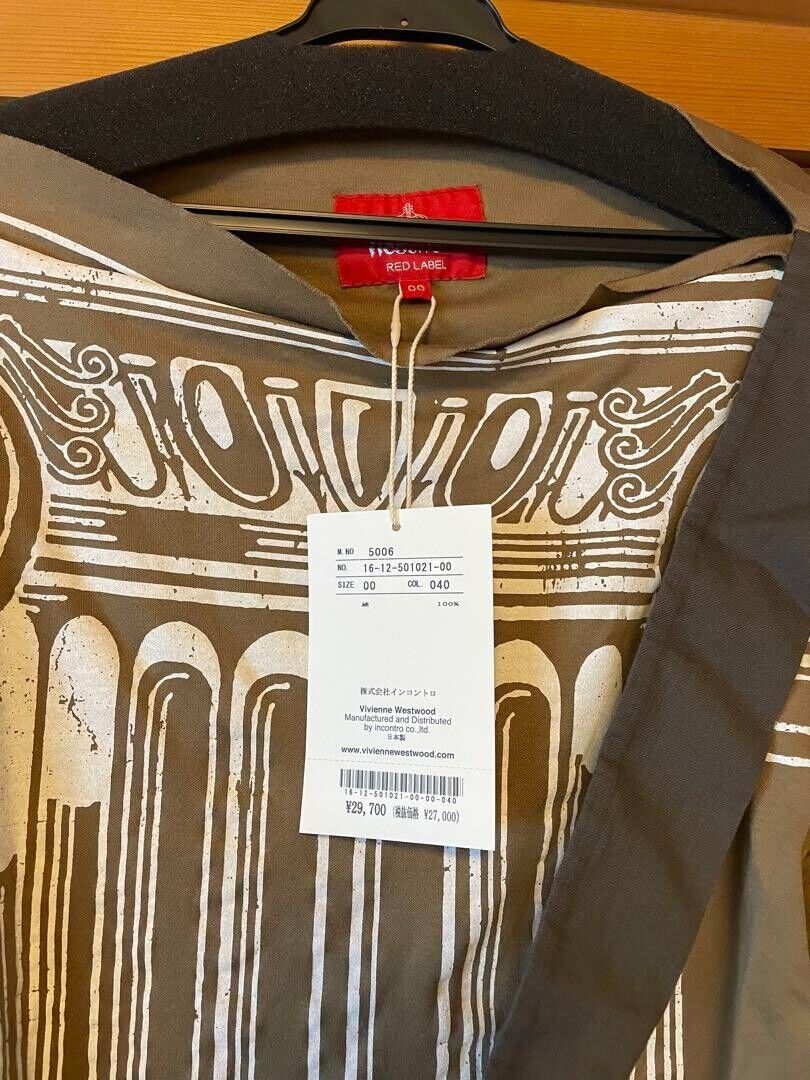 RED LABEL
00
M.NO 5006
NO. 16-12-501021-00
SIZE 00 COL. 040
綿 100%
株式会社インコントロ
Vivienne Westwood
Manufactured and Distributed
by incontro co.,ltd.
日本製
www.viviennewestwood.com
16-12-501021-00-00-040
¥29,700 (税抜価格 ¥27,000)